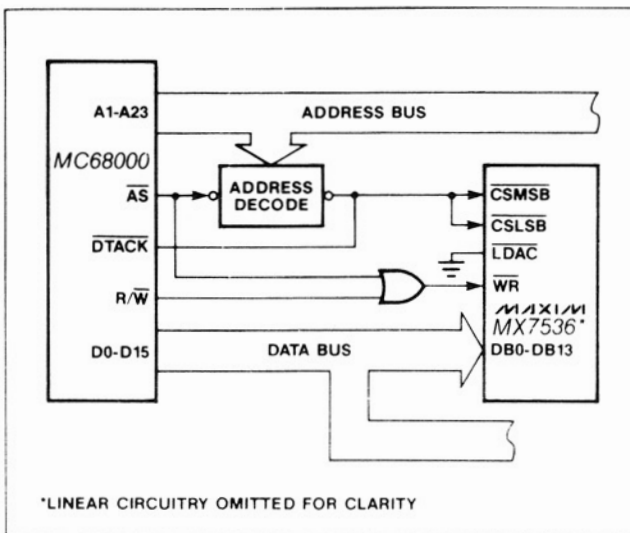 A1-A23
ADDRESS BUS
MC68000
AS
ADDRESS
DECODE
CSMSB
CSLSB
DTACK
LDAC
R/W
WR
MAXIM
MX7536*
D0-D15
DATA BUS
DB0-DB13
*LINEAR CIRCUITRY OMITTED FOR CLARITY